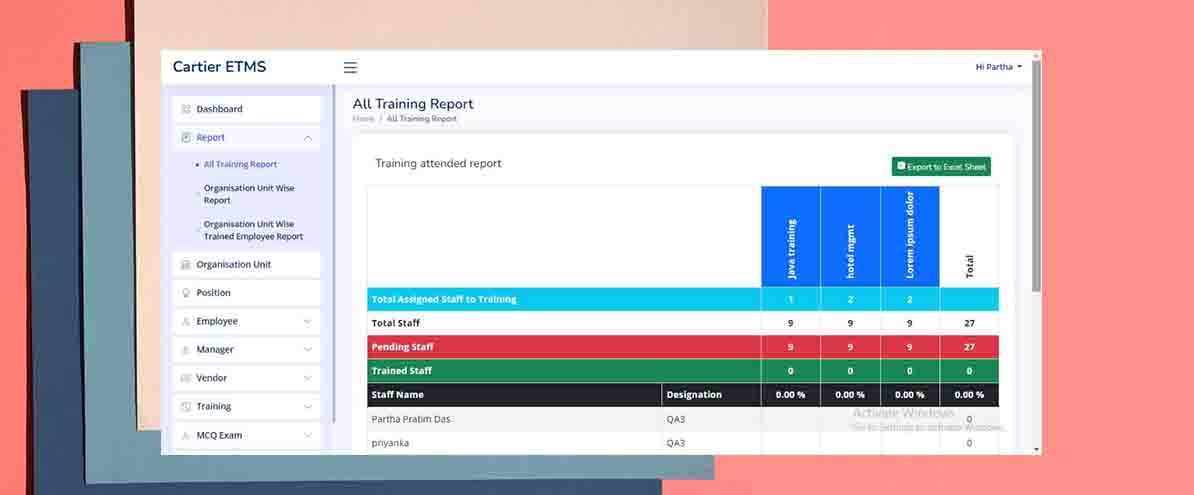 Cartier ETMS
Hi Partha
Dashboard
Report
All Training Report
Organisation Unit Wise
Report
Organisation Unit Wise
Trained Employee Report
Organisation Unit
Position
Employee
Manager
Vendor
Training
MCQ Exam
All Training Report
Home / All Training Report
Training attended report
Export to Excel Sheet
Java training
hotel mgmt
Lorem ipsum dolor
Total
Total Assigned Staff to Training 1 2 2
Total Staff 9 9 9 27
Pending Staff 9 9 9 27
Trained Staff 0 0 0 0
Staff Name Designation 0.00 % 0.00 % 0.00 % 0.00 %
Partha Pratim Das QA3 0
priyanka QA3 0
Activate Windows
Go to Settings to activate Windows.